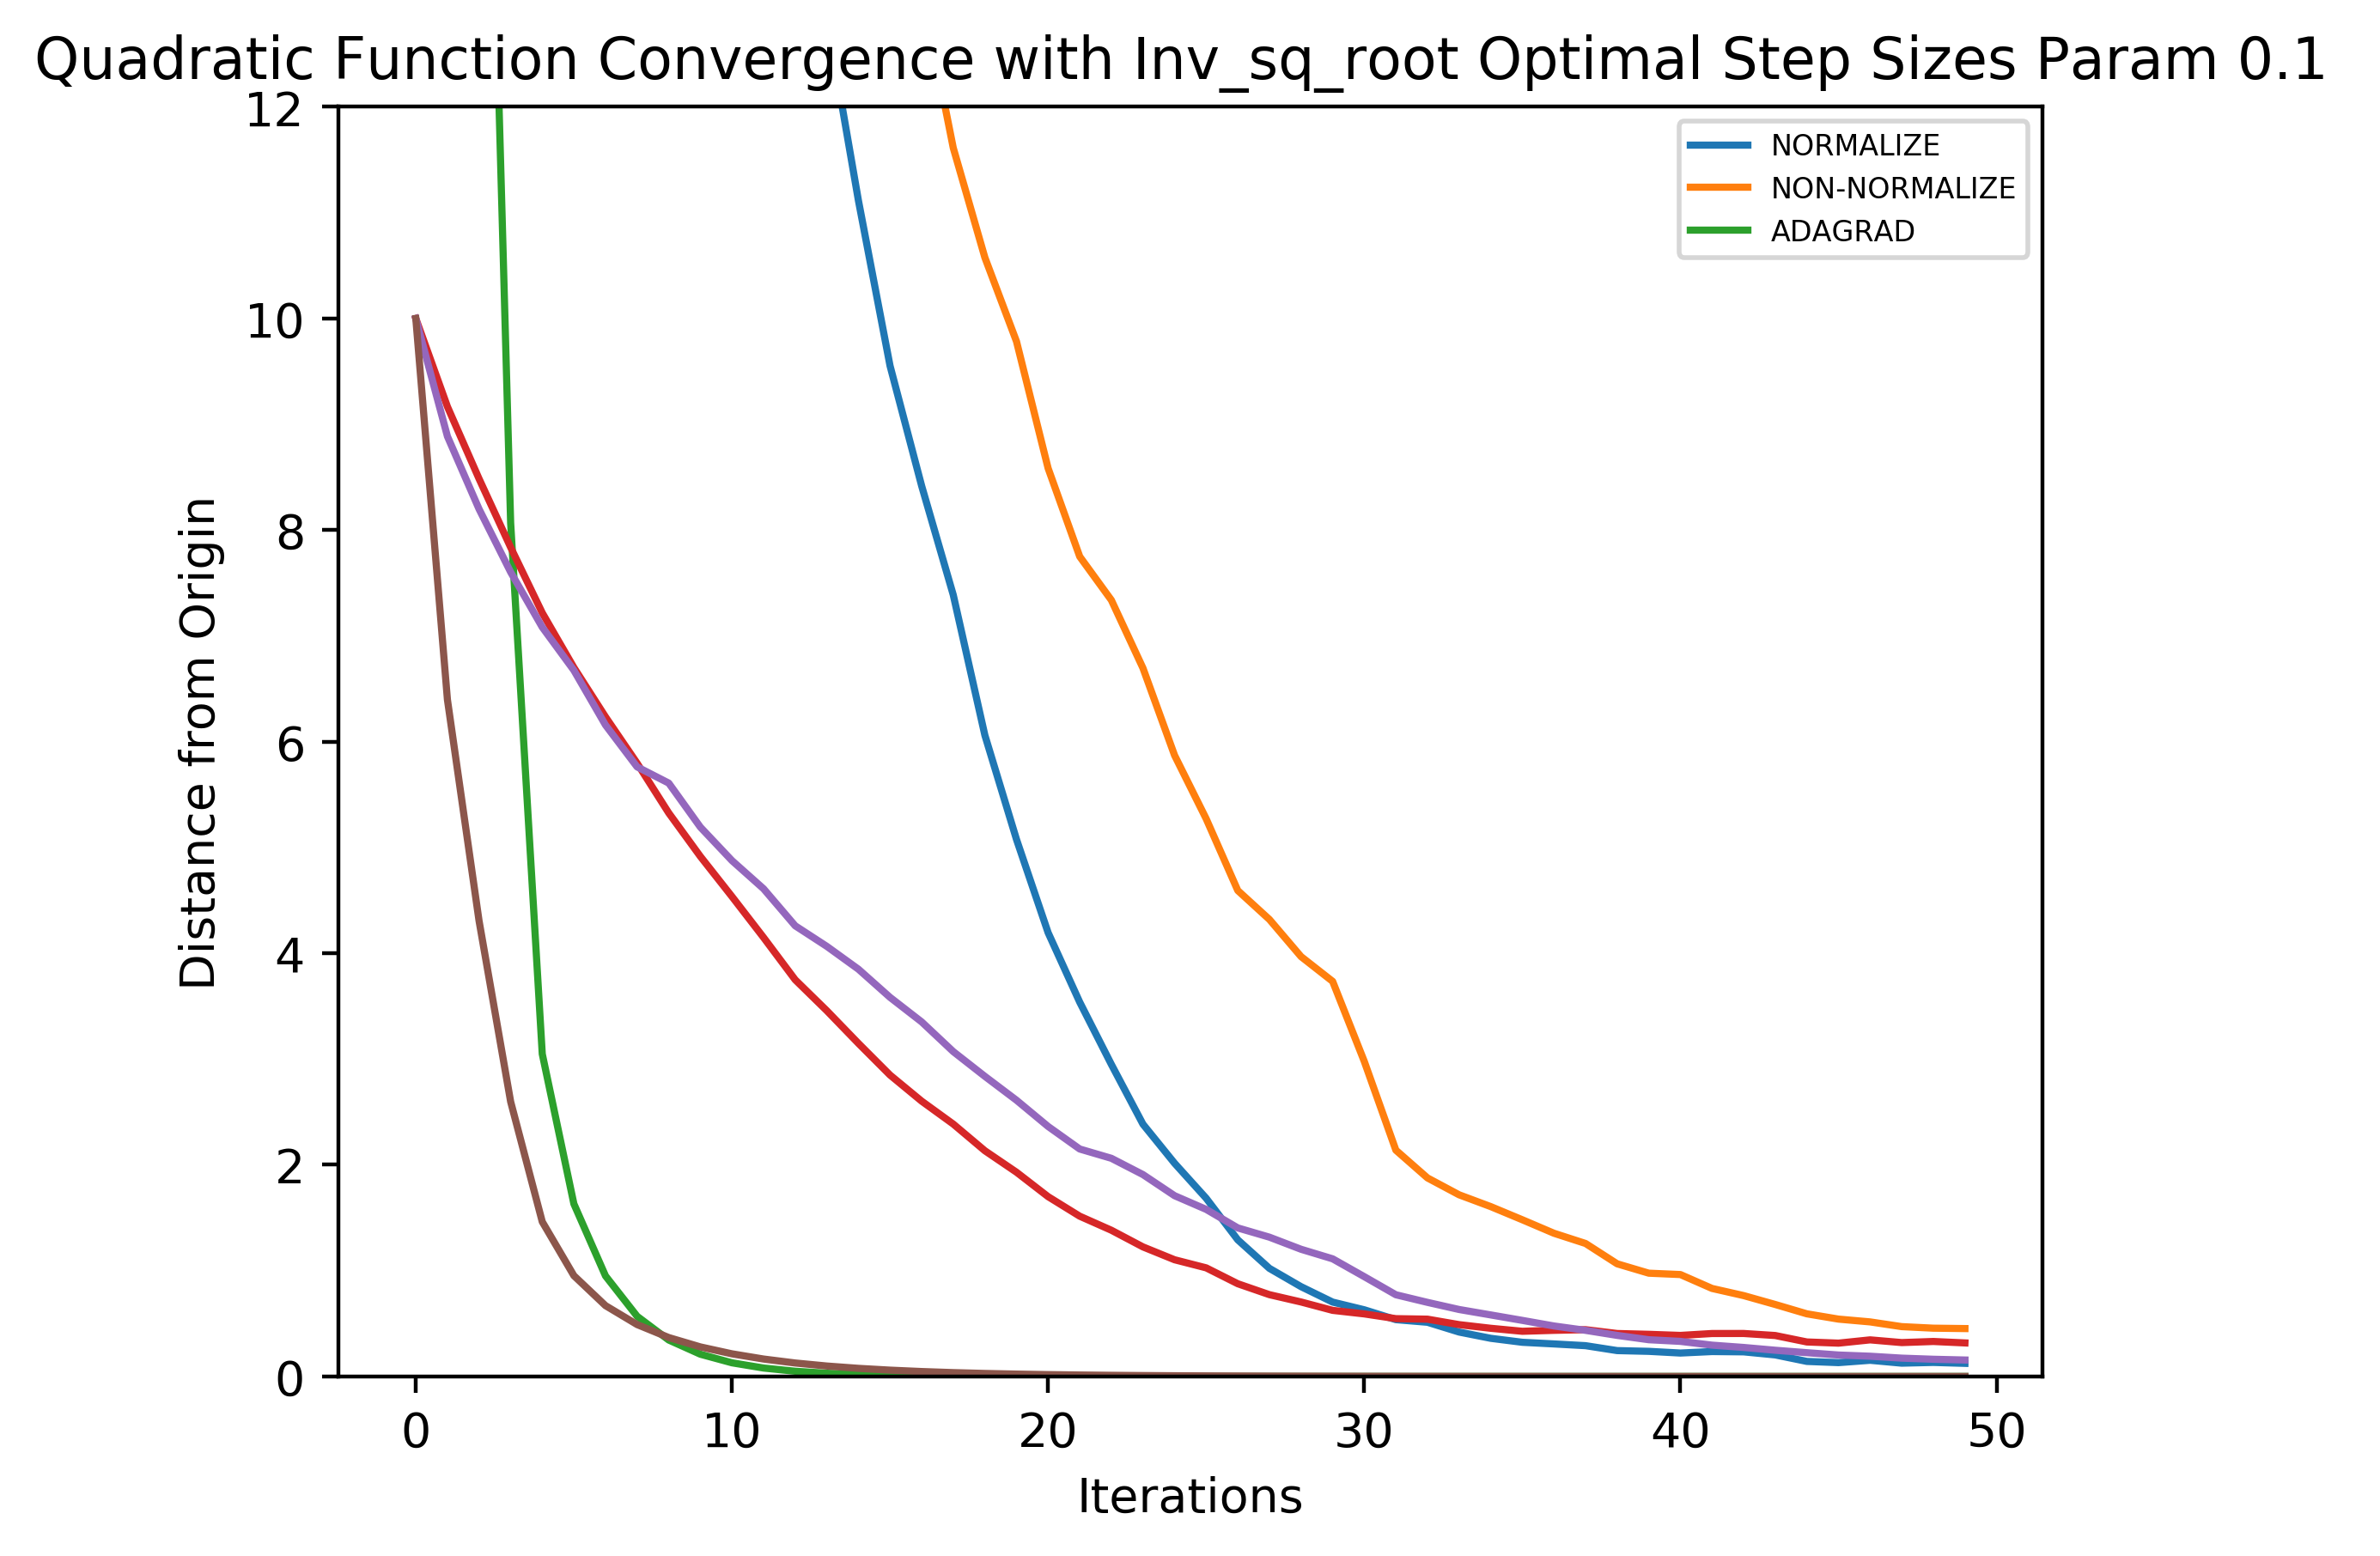 Quadratic Function Convergence with Inv_sq_root Optimal Step Sizes Param 0.1
12
10
8
6
4
2
0
Distance from Origin
NORMALIZE
NON-NORMALIZE
ADAGRAD
0 10 20 30 40 50
Iterations